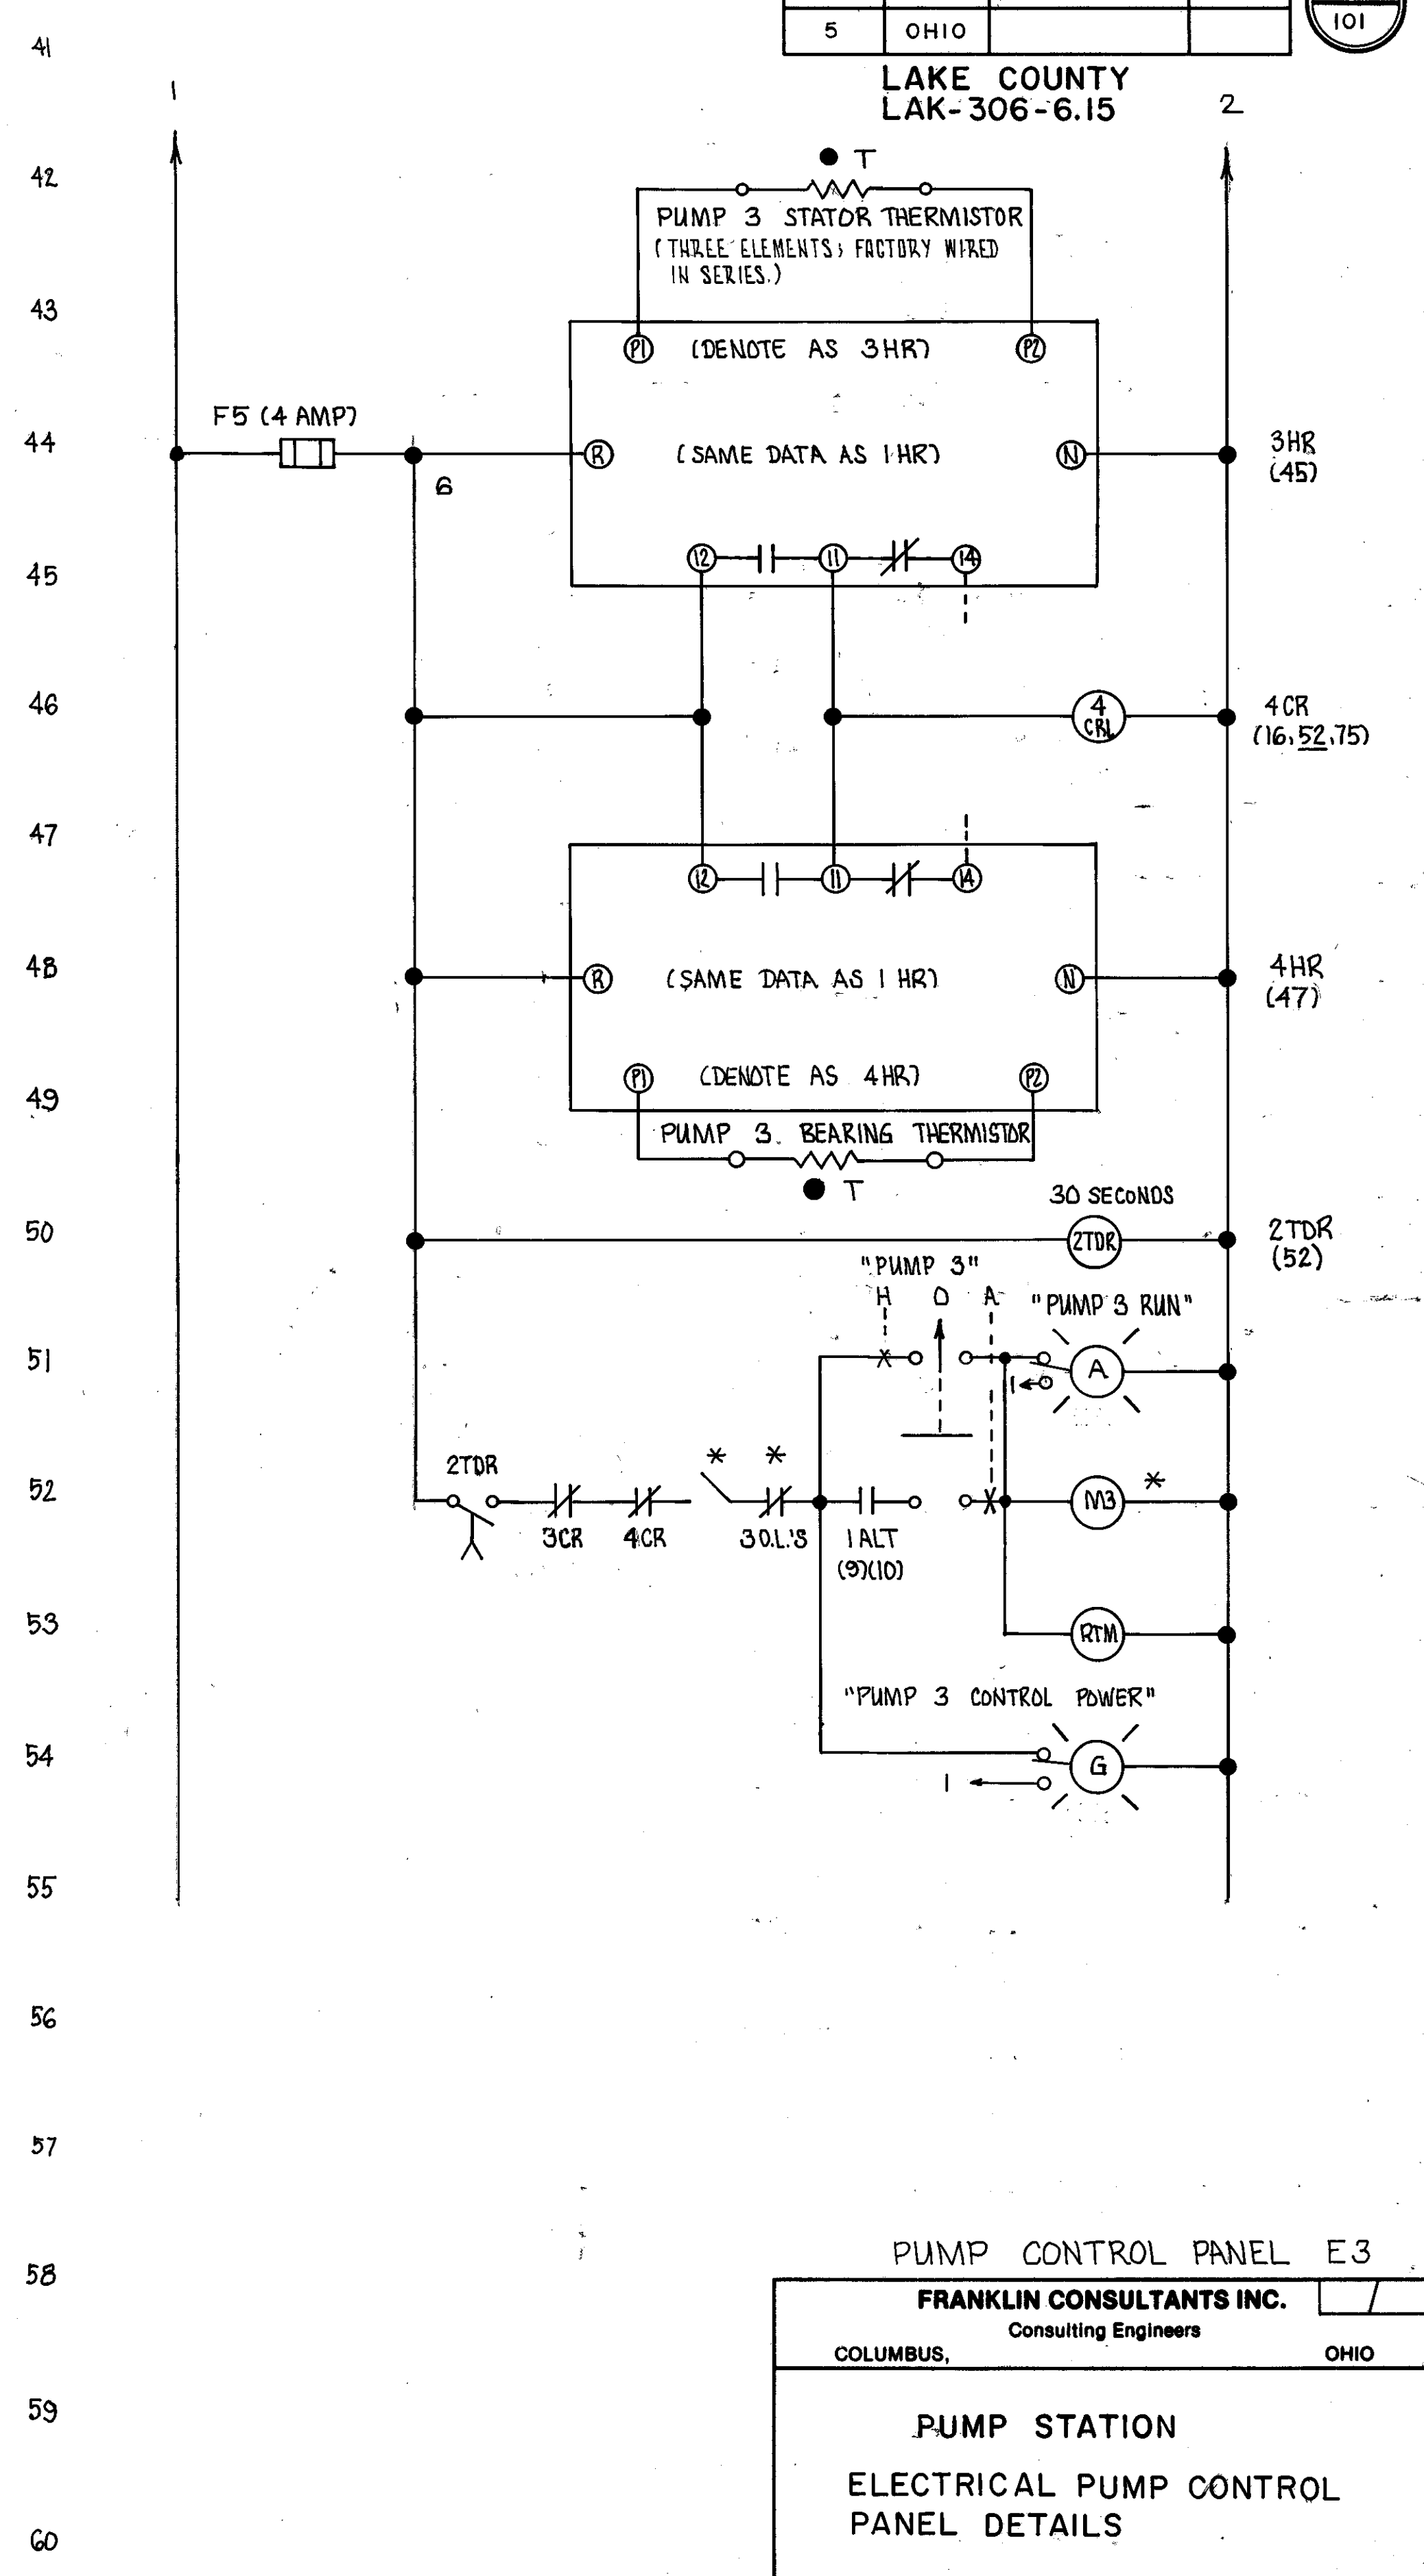 5 OHIO
101
41
LAKE COUNTY
LAK-306-6.15
1
2
42
T
PUMP 3 STATOR THERMISTOR
(THREE ELEMENTS; FACTORY WIRED
IN SERIES.)
43
P1 (DENOTE AS 3HR) P2
F5 (4 AMP)
44
R (SAME DATA AS 1 HR) N
3HR
(45)
6
45
12 11 14
46
4
CRL
4CR
(16,52,75)
47
12 11 14
48
R (SAME DATA AS 1 HR) N
4HR
(47)
49
P1 (DENOTE AS 4HR) P2
PUMP 3 BEARING THERMISTOR
T
30 SECONDS
50
2TDR
2TDR
(52)
"PUMP 3"
H O A
"PUMP 3 RUN"
51
A
1
52
2TDR
* *
M3 *
3CR 4CR 3 O.L.'S 1 ALT
(9)(10)
53
RTM
"PUMP 3 CONTROL POWER"
54
G
1
55
56
57
PUMP CONTROL PANEL E3
58
FRANKLIN CONSULTANTS INC.
Consulting Engineers
COLUMBUS, OHIO
59
PUMP STATION
ELECTRICAL PUMP CONTROL
PANEL DETAILS
60